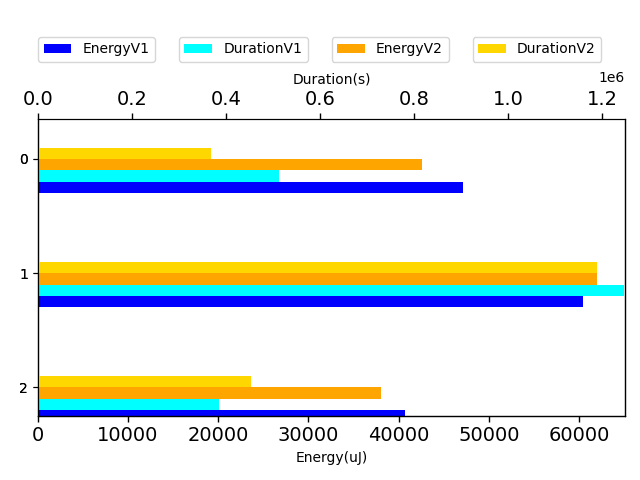 EnergyV1 DurationV1 EnergyV2 DurationV2
Duration(s)
1e6
0.0 0.2 0.4 0.6 0.8 1.0 1.2
0
1
2
0 10000 20000 30000 40000 50000 60000
Energy(uJ)